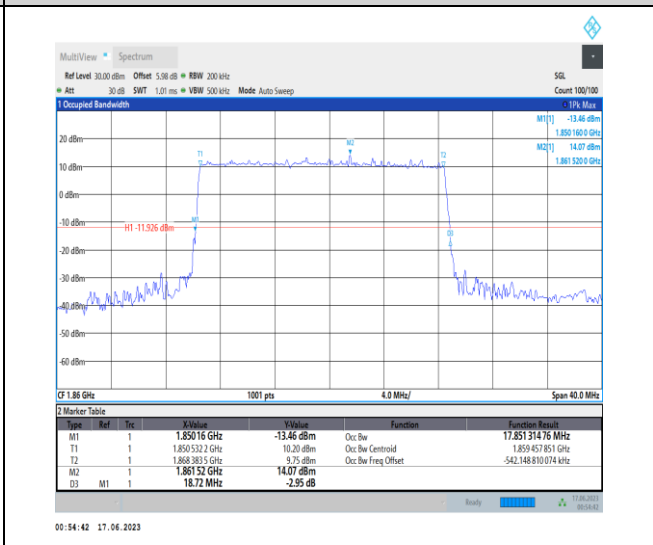 MultiView Spectrum
Ref Level 30.00 dBm Offset 5.98 dB RBW 200 kHz SGL
Att 30 dB SWT 1.01 ms VBW 500 kHz Mode Auto Sweep Count 100/100
1 Occupied Bandwidth 1Pk Max
M1[1] -13.46 dBm
1.850 160 0 GHz
M2[1] 14.07 dBm
1.861 520 0 GHz
20 dBm
M2
T1
T2
10 dBm
0 dBm
-10 dBm
M1
H1 -11.926 dBm
D3
-20 dBm
-30 dBm
-40 dBm
-50 dBm
-60 dBm
CF 1.86 GHz 1001 pts 4.0 MHz/ Span 40.0 MHz
2 Marker Table
Type Ref Trc X-Value Y-Value Function Function Result
M1 1 1.85016 GHz -13.46 dBm Occ Bw 17.851 314 76 MHz
T1 1 1.850 532 2 GHz 10.20 dBm Occ Bw Centroid 1.859 457 851 GHz
T2 1 1.868 383 5 GHz 9.75 dBm Occ Bw Freq Offset -542.148 810 074 kHz
M2 1 1.861 52 GHz 14.07 dBm
D3 M1 1 18.72 MHz -2.95 dB
Ready 17.06.2023
00:54:42
00:54:42 17.06.2023